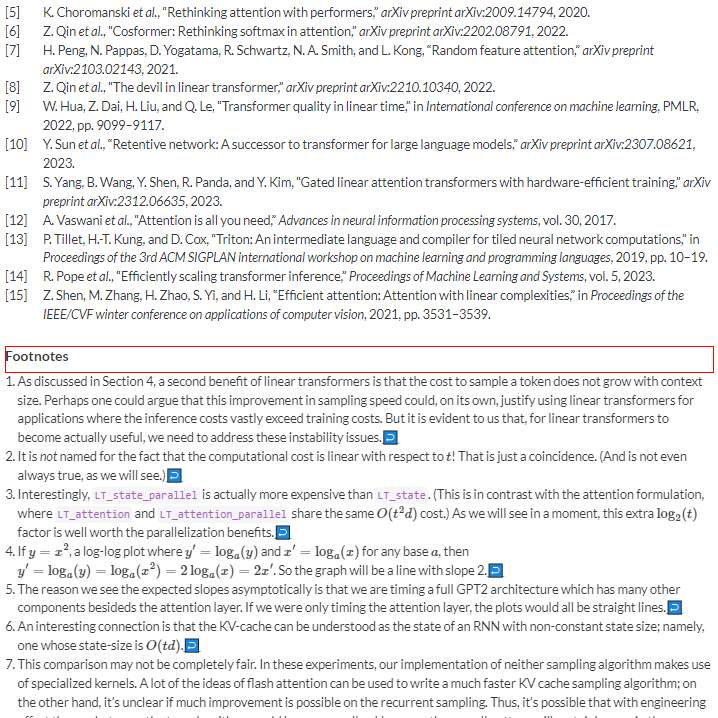 [5] K. Choromanski et al., “Rethinking attention with performers,” arXiv preprint arXiv:2009.14794, 2020.
[6] Z. Qin et al., “Cosformer: Rethinking softmax in attention,” arXiv preprint arXiv:2202.08791, 2022.
[7] H. Peng, N. Pappas, D. Yogatama, R. Schwartz, N. A. Smith, and L. Kong, “Random feature attention,” arXiv preprint
arXiv:2103.02143, 2021.
[8] Z. Qin et al., “The devil in linear transformer,” arXiv preprint arXiv:2210.10340, 2022.
[9] W. Hua, Z. Dai, H. Liu, and Q. Le, “Transformer quality in linear time,” in International conference on machine learning, PMLR,
2022, pp. 9099–9117.
[10] Y. Sun et al., “Retentive network: A successor to transformer for large language models,” arXiv preprint arXiv:2307.08621,
2023.
[11] S. Yang, B. Wang, Y. Shen, R. Panda, and Y. Kim, “Gated linear attention transformers with hardware-efficient training,” arXiv
preprint arXiv:2312.06635, 2023.
[12] A. Vaswani et al., “Attention is all you need,” Advances in neural information processing systems, vol. 30, 2017.
[13] P. Tillet, H.-T. Kung, and D. Cox, “Triton: An intermediate language and compiler for tiled neural network computations,” in
Proceedings of the 3rd ACM SIGPLAN international workshop on machine learning and programming languages, 2019, pp. 10–19.
[14] R. Pope et al., “Efficiently scaling transformer inference,” Proceedings of Machine Learning and Systems, vol. 5, 2023.
[15] Z. Shen, M. Zhang, H. Zhao, S. Yi, and H. Li, “Efficient attention: Attention with linear complexities,” in Proceedings of the
IEEE/CVF winter conference on applications of computer vision, 2021, pp. 3531–3539.
Footnotes
1. As discussed in Section 4, a second benefit of linear transformers is that the cost to sample a token does not grow with context
size. Perhaps one could argue that this improvement in sampling speed could, on its own, justify using linear transformers for
applications where the inference costs vastly exceed training costs. But it is evident to us that, for linear transformers to
become actually useful, we need to address these instability issues.
2. It is not named for the fact that the computational cost is linear with respect to t! That is just a coincidence. (And is not even
always true, as we will see.)
3. Interestingly, LT_state_parallel is actually more expensive than LT_state. (This is in contrast with the attention formulation,
where LT_attention and LT_attention_parallel share the same O(t²d) cost.) As we will see in a moment, this extra log₂(t)
factor is well worth the parallelization benefits.
4. If y = x², a log-log plot where y′ = logₐ(y) and x′ = logₐ(x) for any base a, then
y′ = logₐ(y) = logₐ(x²) = 2 logₐ(x) = 2x′. So the graph will be a line with slope 2.
5. The reason we see the expected slopes asymptotically is that we are timing a full GPT2 architecture which has many other
components besideds the attention layer. If we were only timing the attention layer, the plots would all be straight lines.
6. An interesting connection is that the KV-cache can be understood as the state of an RNN with non-constant state size; namely,
one whose state-size is O(td).
7. This comparison may not be completely fair. In these experiments, our implementation of neither sampling algorithm makes use
of specialized kernels. A lot of the ideas of flash attention can be used to write a much faster KV cache sampling algorithm; on
the other hand, it’s unclear if much improvement is possible on the recurrent sampling. Thus, it’s possible that with engineering